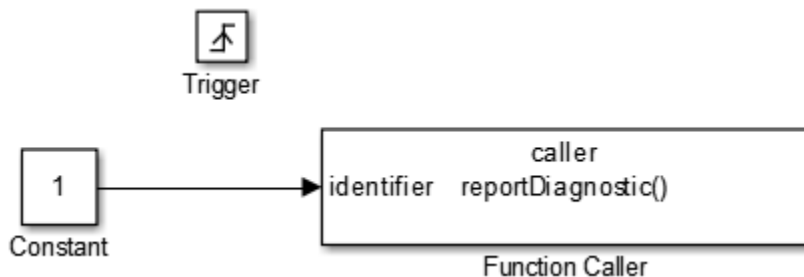 Trigger
caller
1
identifier reportDiagnostic()
Constant
Function Caller